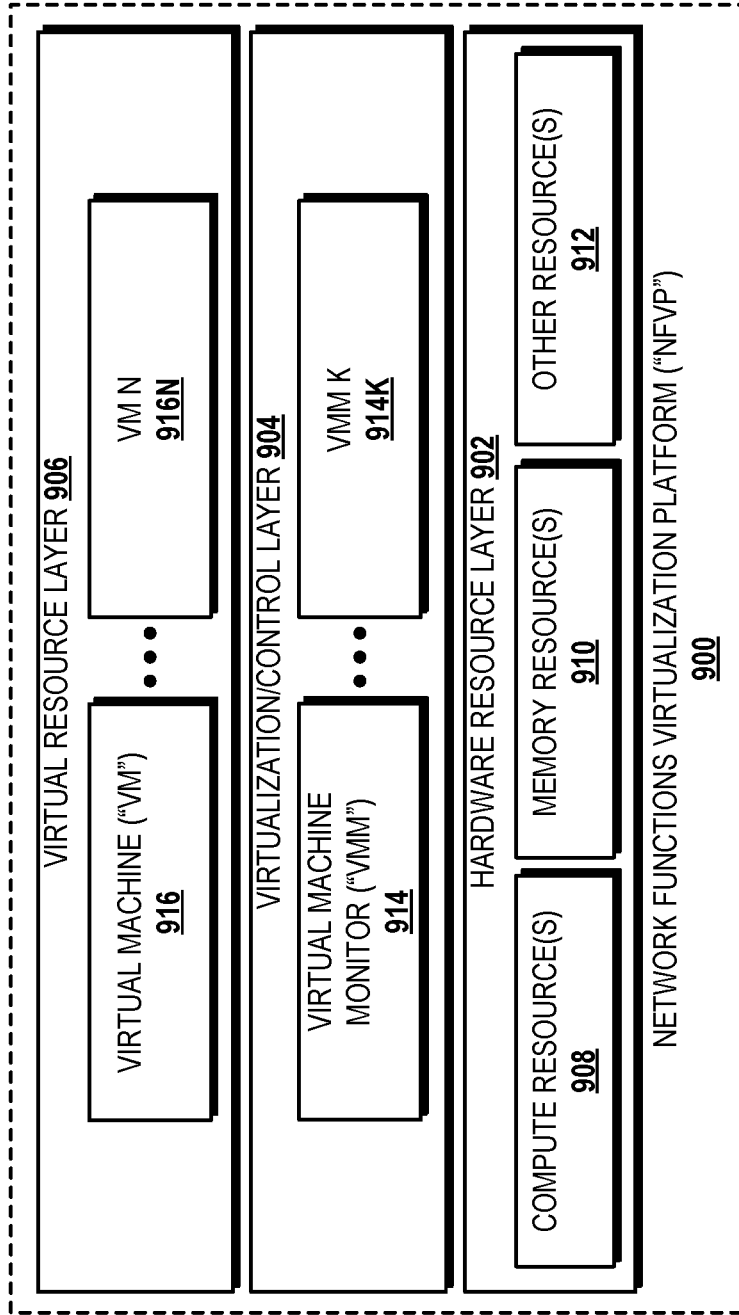 VIRTUAL RESOURCE LAYER 906
VIRTUAL MACHINE ("VM")
916
VM N
916N
VIRTUALIZATION/CONTROL LAYER 904
VIRTUAL MACHINE
MONITOR ("VMM")
914
VMM K
914K
HARDWARE RESOURCE LAYER 902
COMPUTE RESOURCE(S)
908
MEMORY RESOURCE(S)
910
OTHER RESOURCE(S)
912
NETWORK FUNCTIONS VIRTUALIZATION PLATFORM ("NFVP")
900